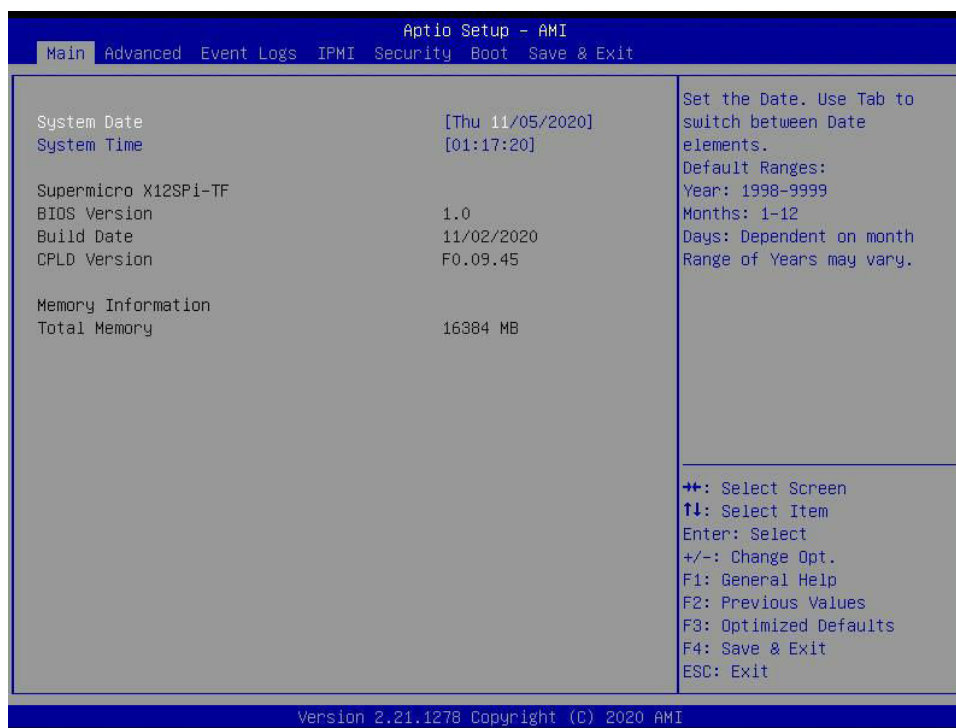 Aptio Setup – AMI
Main Advanced Event Logs IPMI Security Boot Save & Exit
System Date [Thu 11/05/2020]
System Time [01:17:20]
Supermicro X12SPi-TF
BIOS Version 1.0
Build Date 11/02/2020
CPLD Version F0.09.45
Memory Information
Total Memory 16384 MB
Set the Date. Use Tab to
switch between Date
elements.
Default Ranges:
Year: 1998-9999
Months: 1-12
Days: Dependent on month
Range of Years may vary.
→←: Select Screen
↑↓: Select Item
Enter: Select
+/-: Change Opt.
F1: General Help
F2: Previous Values
F3: Optimized Defaults
F4: Save & Exit
ESC: Exit
Version 2.21.1278 Copyright (C) 2020 AMI